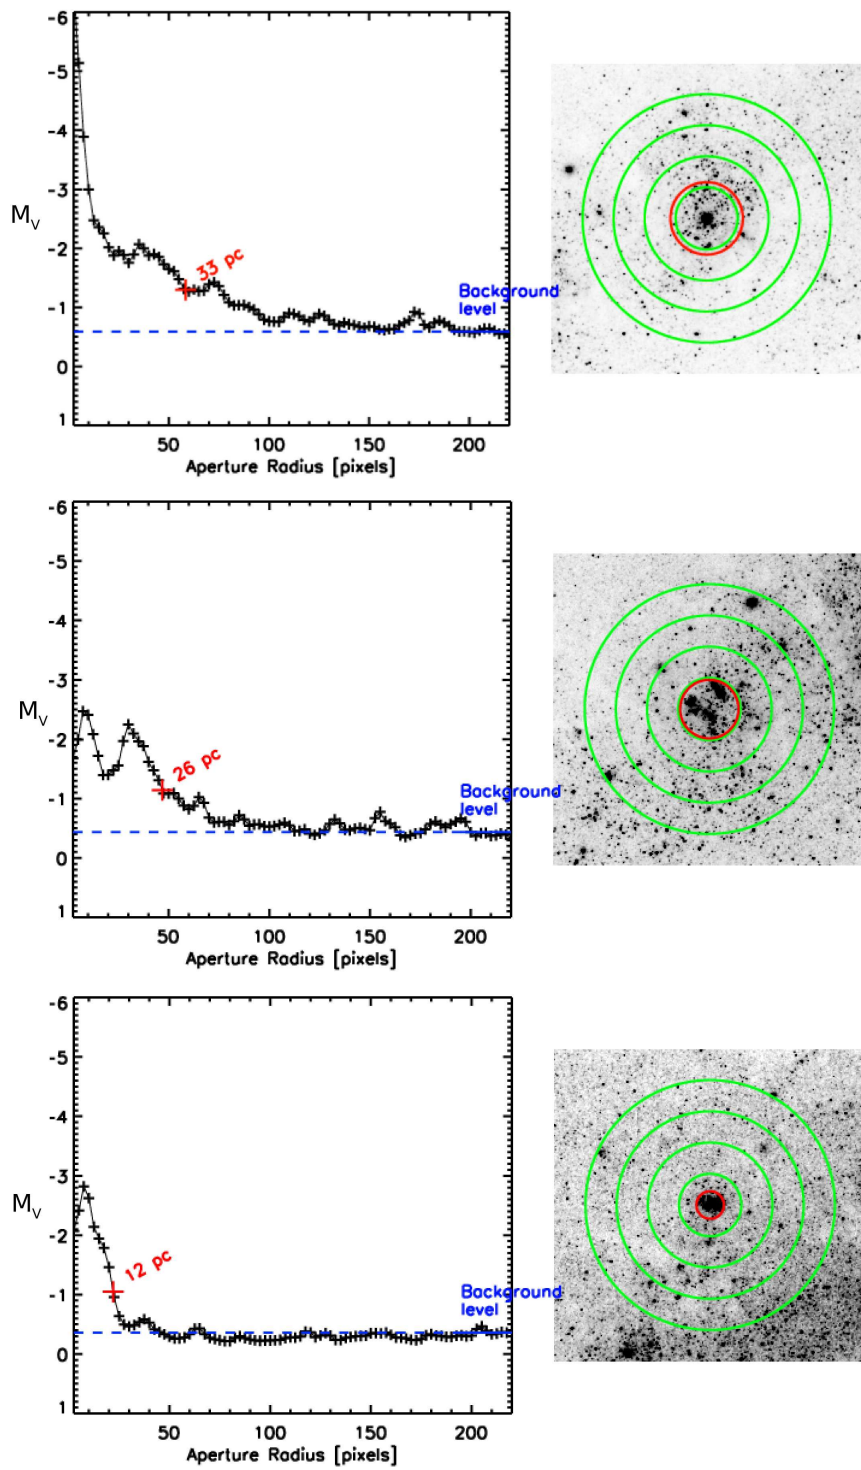 -6
-5
-4
-3
M_V
-2
33 pc
-1
Background
level
0
1
50 100 150 200
Aperture Radius [pixels]
-6
-5
-4
-3
M_V
-2
26 pc
-1
Background
level
0
1
50 100 150 200
Aperture Radius [pixels]
-6
-5
-4
-3
M_V
-2
12 pc
-1
Background
level
0
1
50 100 150 200
Aperture Radius [pixels]